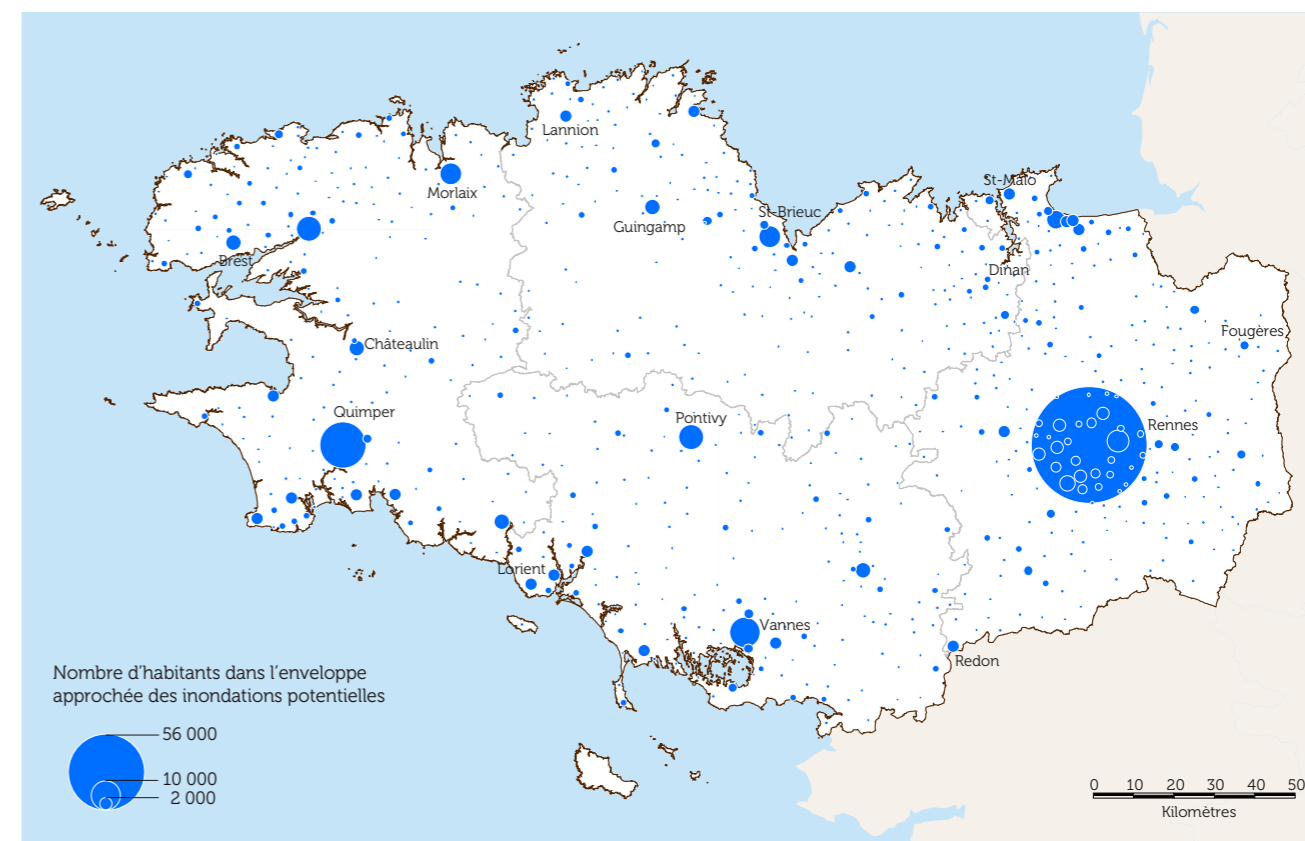 Lannion
Morlaix
St-Malo
Guingamp
St-Brieuc
Brest
Dinan
Châteaulin
Fougères
Quimper
Pontivy
Rennes
Lorient
Vannes
Redon
Nombre d’habitants dans l’enveloppe
approchée des inondations potentielles
56 000
10 000
2 000
0 10 20 30 40 50
Kilomètres